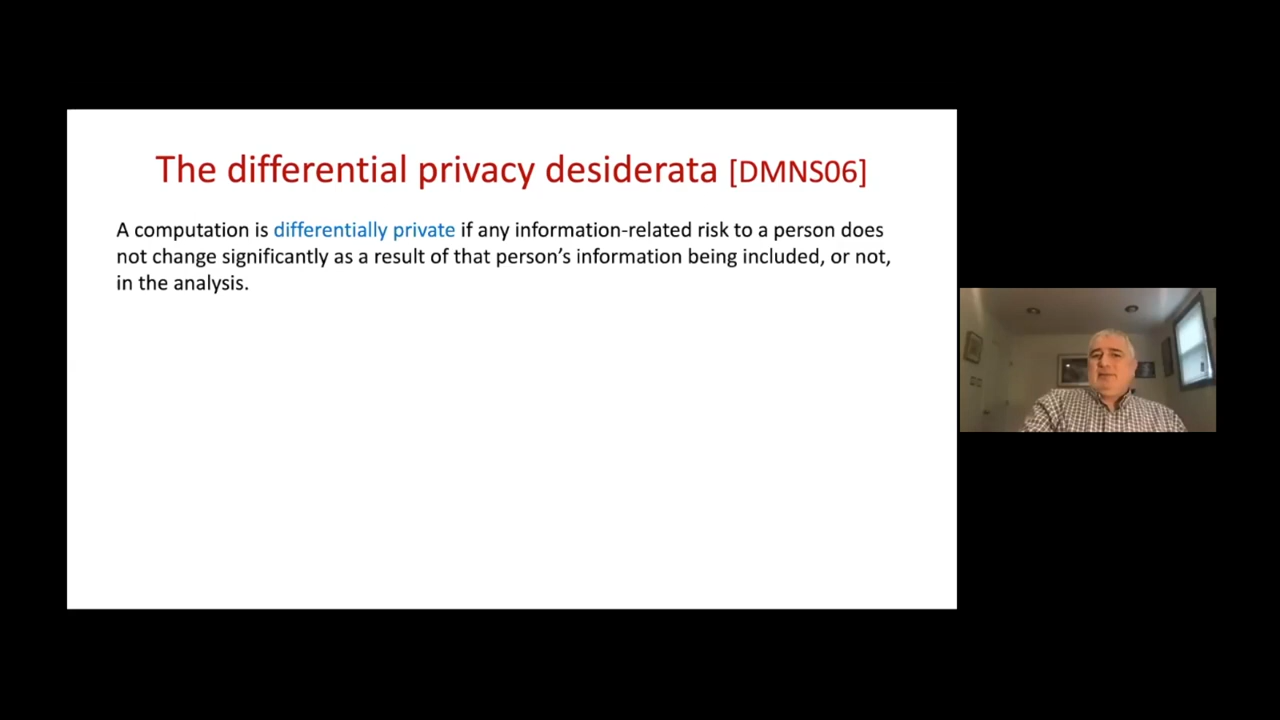 The differential privacy desiderata [DMNS06]
A computation is differentially private if any information-related risk to a person does
not change significantly as a result of that person’s information being included, or not,
in the analysis.